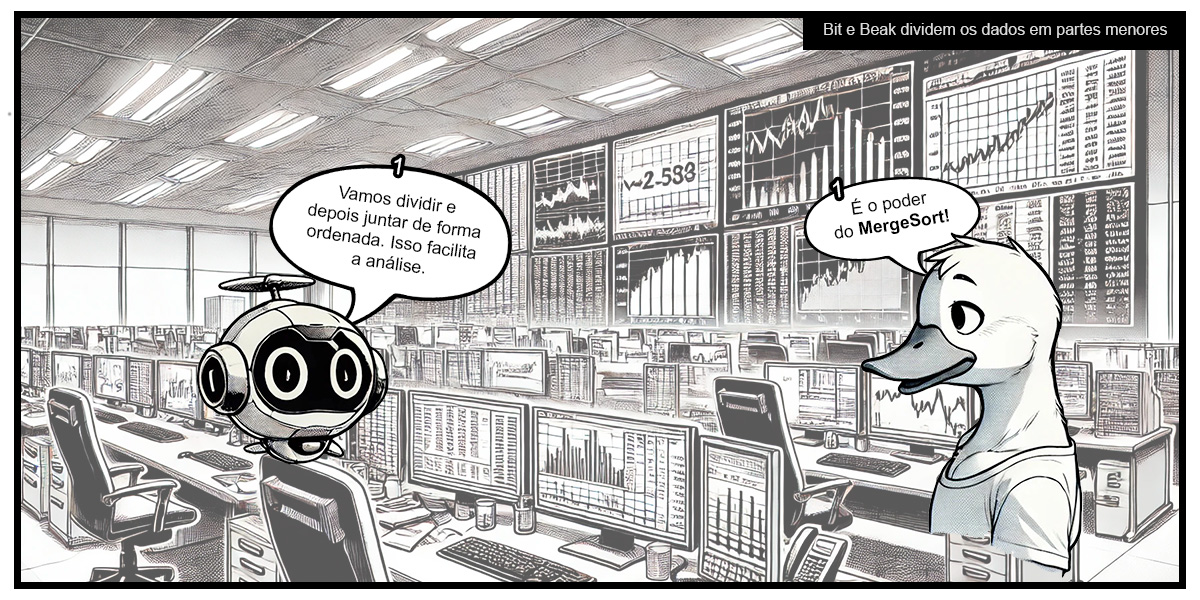 Bit e Beak dividem os dados em partes menores
1
Vamos dividir e
depois juntar de forma
ordenada. Isso facilita
a análise.
1
É o poder
do MergeSort!
2-588